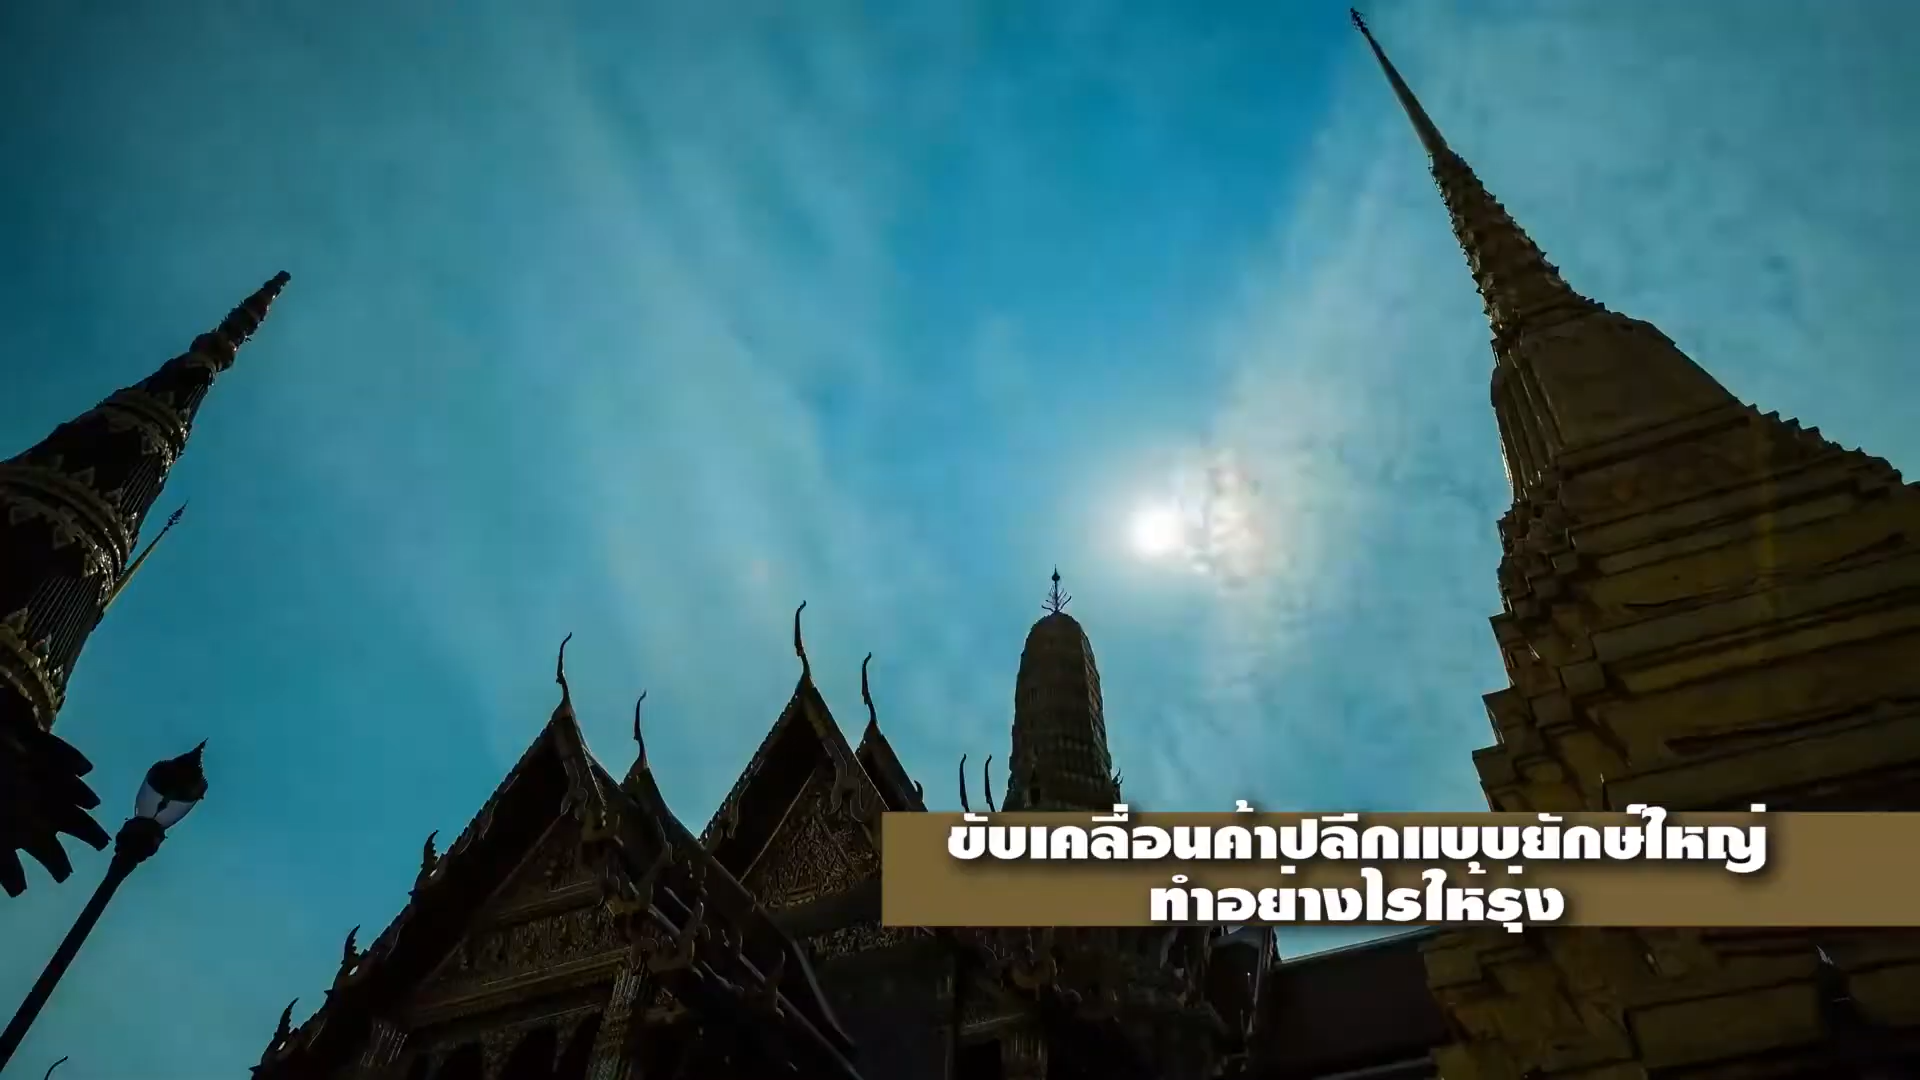 ขับเคลื่อนค้าปลีกแบบยักษ์ใหญ่
ทำอย่างไรให้รุ่ง